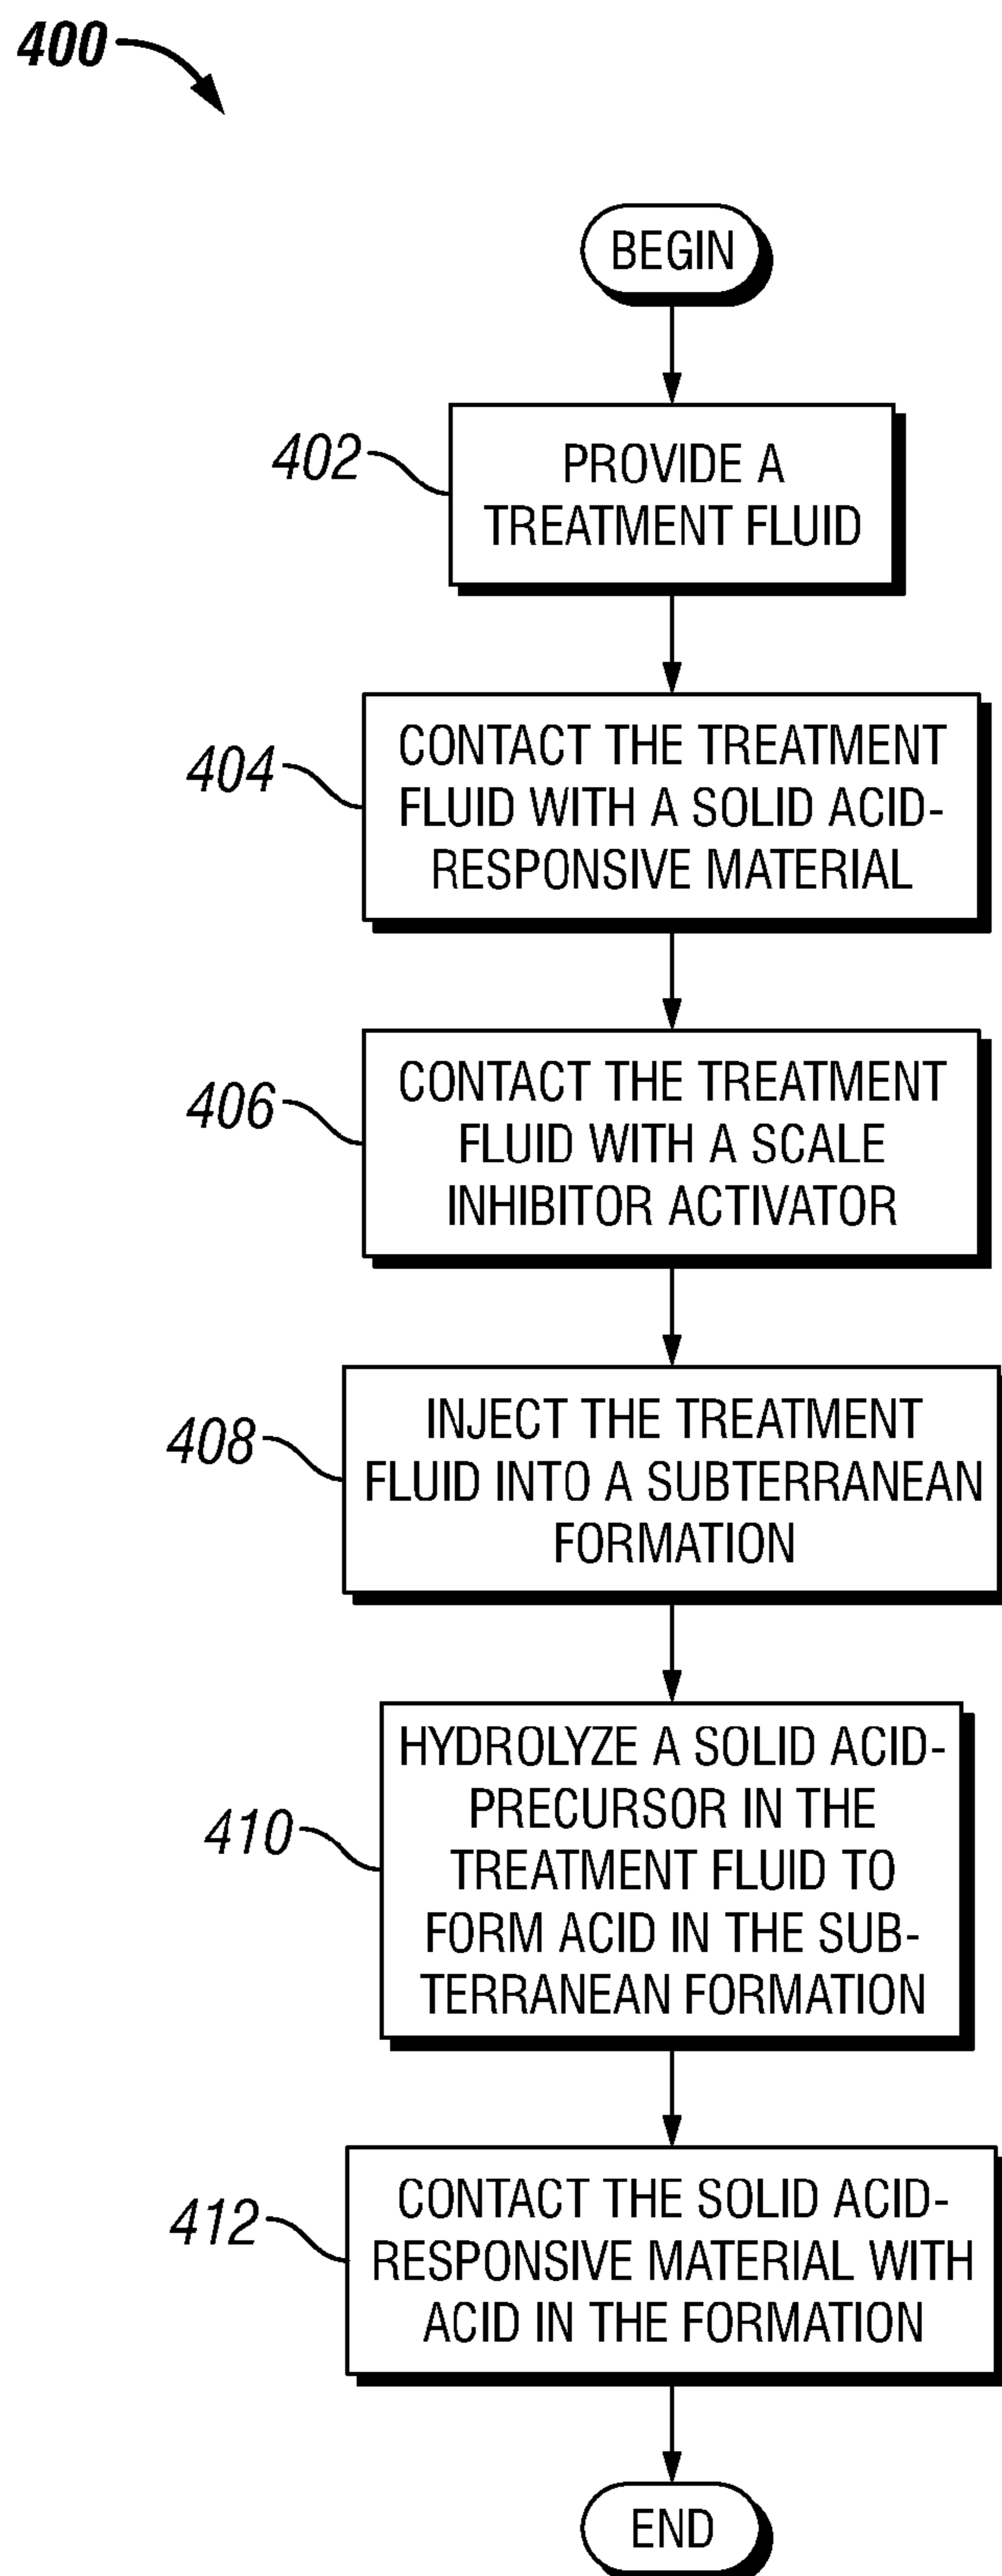 400
BEGIN
402
PROVIDE A
TREATMENT FLUID
404
CONTACT THE TREATMENT
FLUID WITH A SOLID ACID-
RESPONSIVE MATERIAL
406
CONTACT THE TREATMENT
FLUID WITH A SCALE
INHIBITOR ACTIVATOR
408
INJECT THE TREATMENT
FLUID INTO A SUBTERRANEAN
FORMATION
410
HYDROLYZE A SOLID ACID-
PRECURSOR IN THE
TREATMENT FLUID TO
FORM ACID IN THE SUB-
TERRANEAN FORMATION
412
CONTACT THE SOLID ACID-
RESPONSIVE MATERIAL WITH
ACID IN THE FORMATION
END